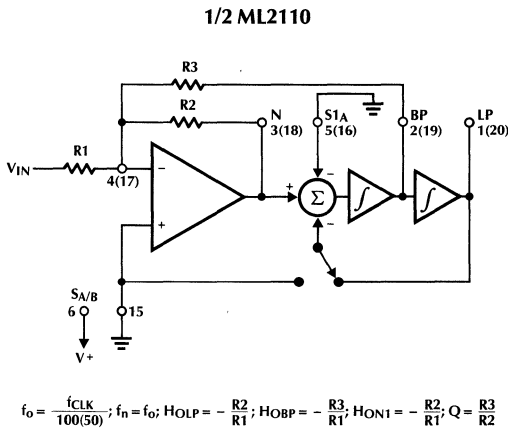 1/2 ML2110
R3
R2
N
3(18)
S1A
5(16)
BP
2(19)
LP
1(20)
R1
VIN
4(17)
−
+
+
−
Σ
∫
∫
−
SA/B
6
15
V+
fo = fCLK / 100(50); fn = fo; HOLP = − R2/R1; HOBP = − R3/R1; HON1 = − R2/R1; Q = R3/R2